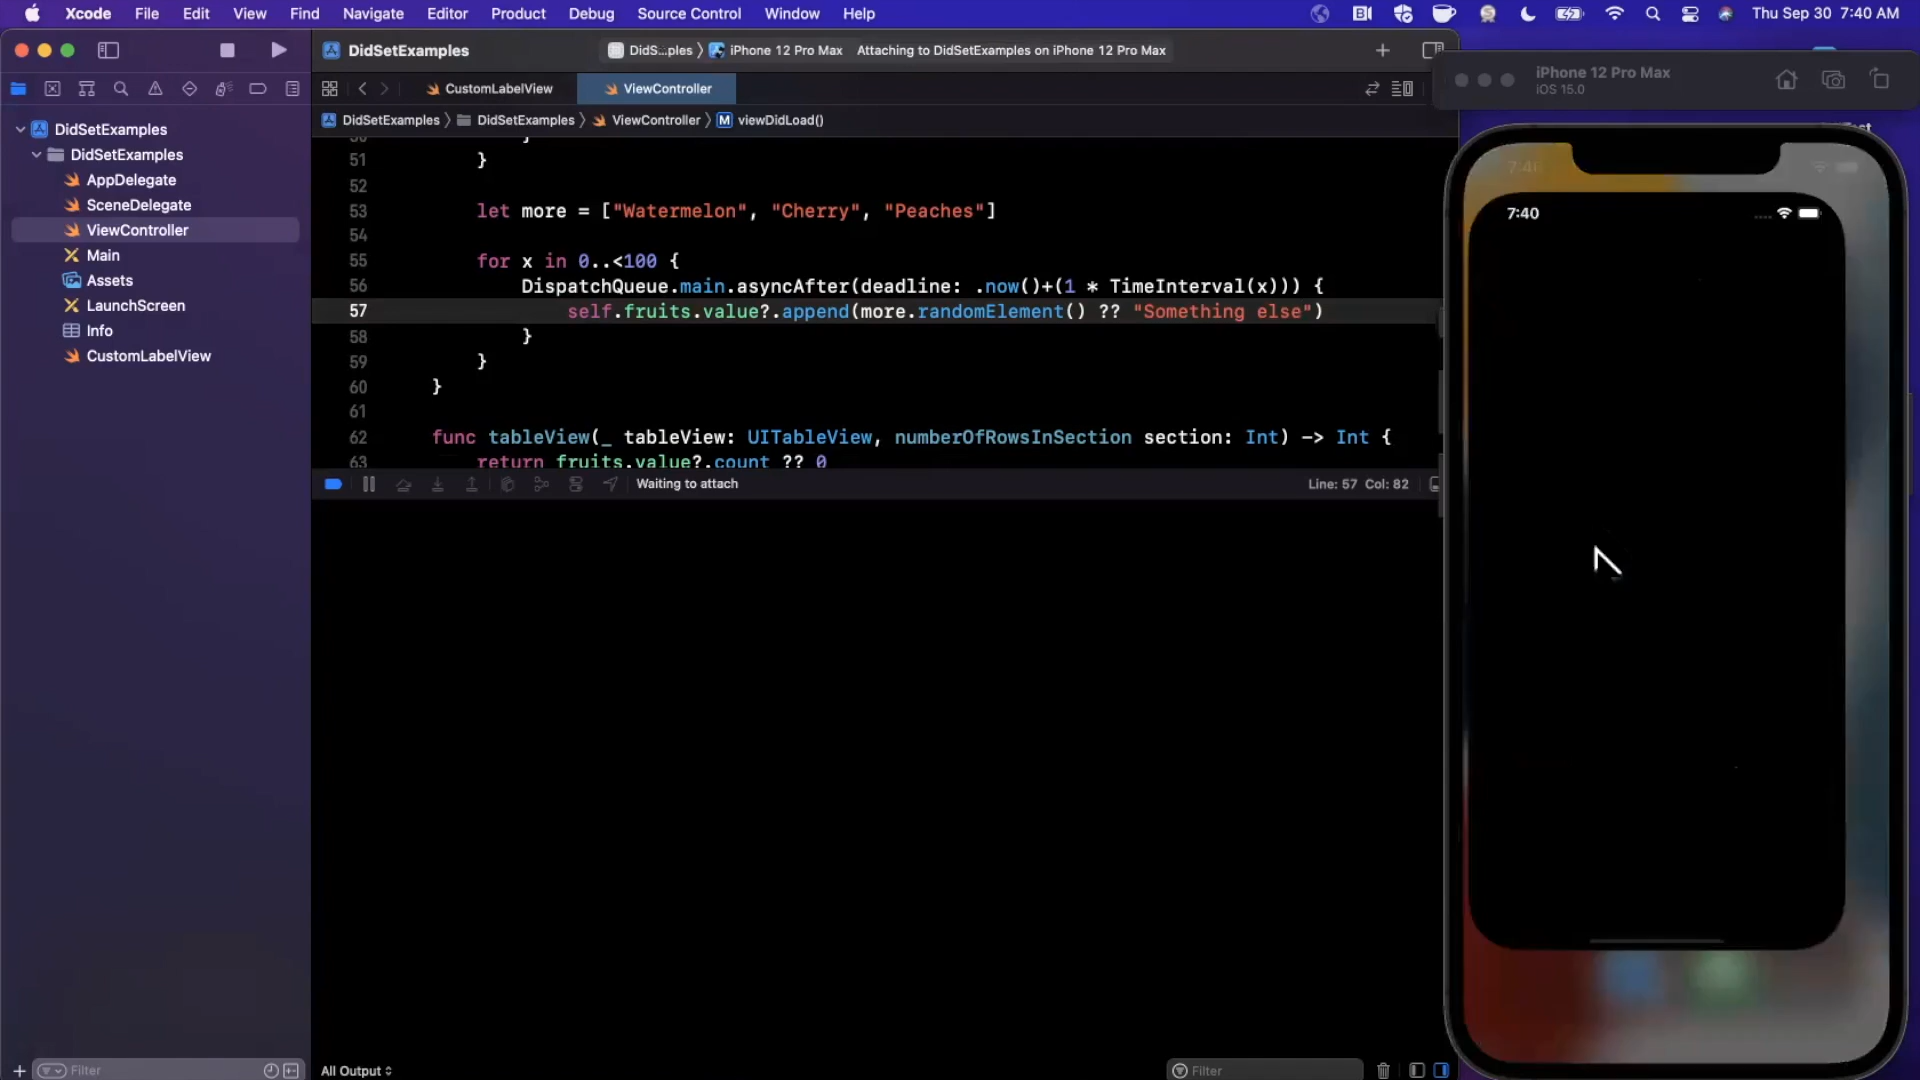 Xcode File Edit View Find Navigate Editor Product Debug Source Control Window Help Thu Sep 30 7:40 AM
DidSetExamples DidS...ples iPhone 12 Pro Max Attaching to DidSetExamples on iPhone 12 Pro Max
CustomLabelView ViewController
DidSetExamples DidSetExamples ViewController M viewDidLoad()
DidSetExamples
DidSetExamples
AppDelegate
SceneDelegate
ViewController
Main
Assets
LaunchScreen
Info
CustomLabelView
51 }
52
53 let more = ["Watermelon", "Cherry", "Peaches"]
54
55 for x in 0..<100 {
56 DispatchQueue.main.asyncAfter(deadline: .now()+(1 * TimeInterval(x))) {
57 self.fruits.value?.append(more.randomElement() ?? "Something else")
58 }
59 }
60 }
61
62 func tableView(_ tableView: UITableView, numberOfRowsInSection section: Int) -> Int {
63 return fruits.value?.count ?? 0
Waiting to attach Line: 57 Col: 82
iPhone 12 Pro Max
iOS 15.0
7:40
Filter
All Output
Filter